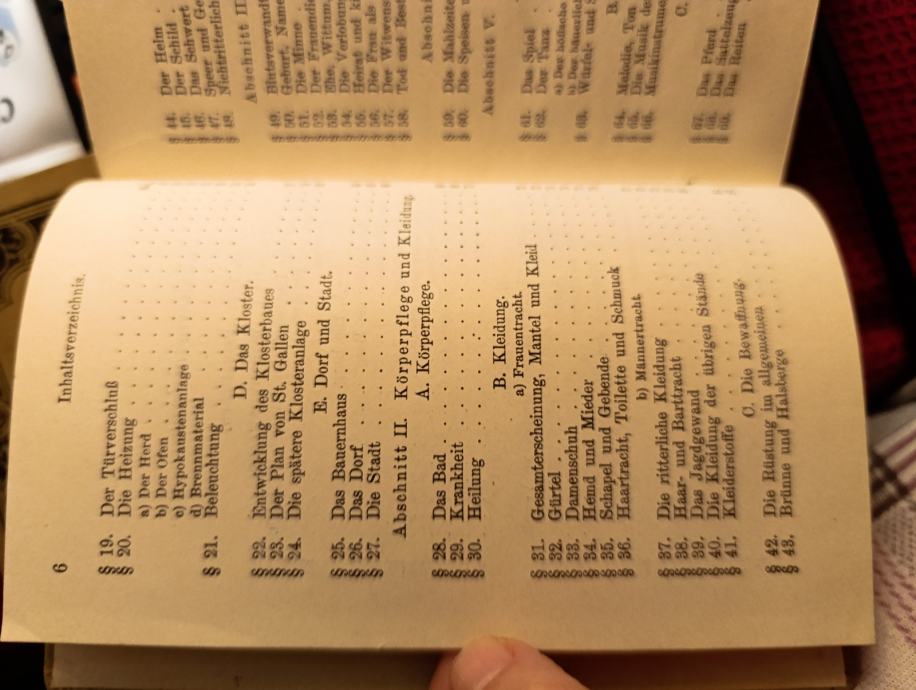 6
Inhaltsverzeichnis.
§ 19. Der Türverschluß
§ 20. Die Heizung
a) Der Herd
b) Der Ofen
c) Hypokaustenanlage
d) Brennmaterial
§ 21. Beleuchtung
D. Das Kloster.
§ 22. Entwicklung des Klosterbaues
§ 23. Der Plan von St. Gallen
§ 24. Die spätere Klosteranlage
E. Dorf und Stadt.
§ 25. Das Bauernhaus
§ 26. Das Dorf
§ 27. Die Stadt
Abschnitt II. Körperpflege und Kleidung.
A. Körperpflege.
§ 28. Das Bad
§ 29. Krankheit
§ 30. Heilung
B. Kleidung.
a) Frauentracht
§ 31. Gesamterscheinung, Mantel und Kleid
§ 32. Gürtel
§ 33. Damenschuh
§ 34. Hemd und Mieder
§ 35. Schapel und Gebende
§ 36. Haartracht, Toilette und Schmuck
b) Männertracht
§ 37. Die ritterliche Kleidung
§ 38. Haar- und Barttracht
§ 39. Das Jagdgewand
§ 40. Die Kleidung der übrigen Stände
§ 41. Kleiderstoffe
C. Die Bewaffnung.
§ 42. Die Rüstung im allgemeinen
§ 43. Brünne und Halsberge
§ 44. Der Helm
§ 45. Der Schild
§ 46. Das Schwert
§ 47. Speer und Ge
§ 48. Nichtritterlich
Abschnitt II
§ 49. Blutsverwandt
§ 50. Geburt, Name
§ 51. Die Minne
§ 52. Der Frauendie
§ 53. Ehe, Wittum,
§ 54. Die Verlobung
§ 55. Heirat und
§ 56. Die Frau als
§ 57. Der Witwens
§ 58. Tod und Best
Abschn
§ 59. Die Mahlzeite
§ 60. Die Speisen u
Abschnitt V.
§ 61. Das Spiel
§ 62. Der Tanz
a) Der höfische
b) Der bäuerlich
§ 63. Würfel- und S
B.
§ 64. Melodie, Ton
§ 65. Die Musik de
§ 66. Musikinstrume
C.
§ 67. Das Pferd
§ 68. Das Sattelzeug
§ 69. Das Reiten